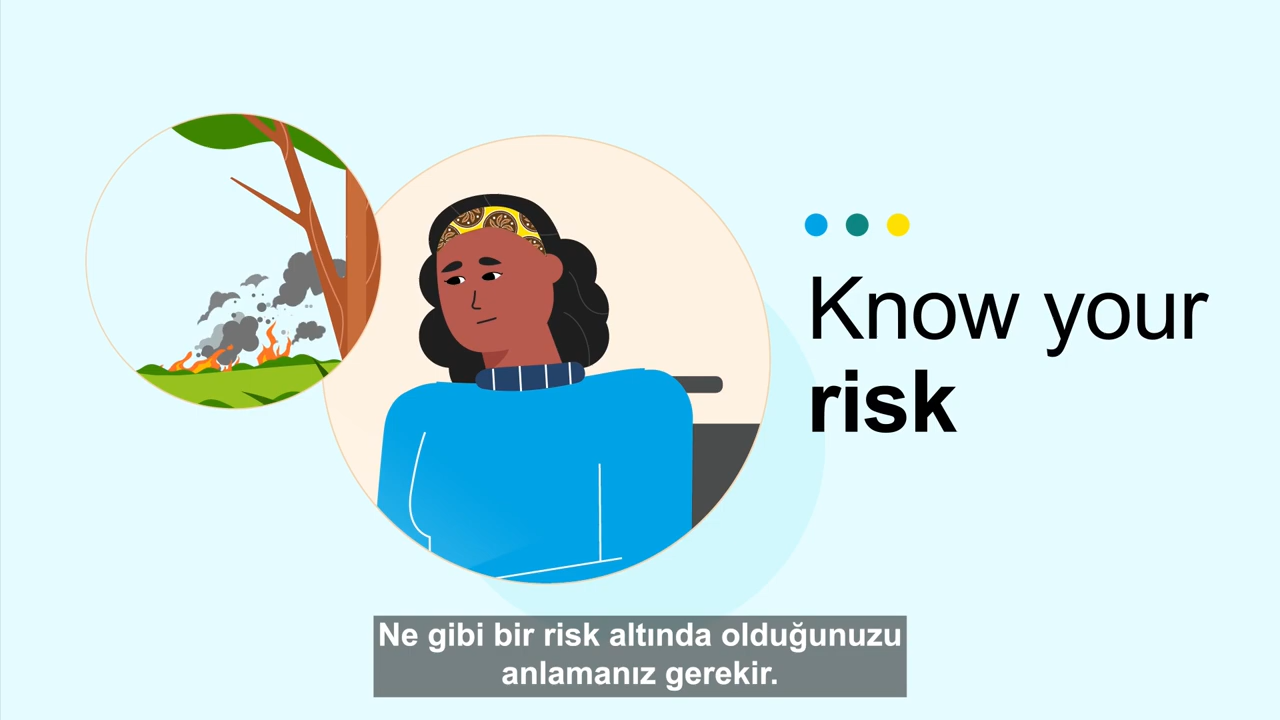 Know your
risk
Ne gibi bir risk altında olduğunuzu
anlamanız gerekir.